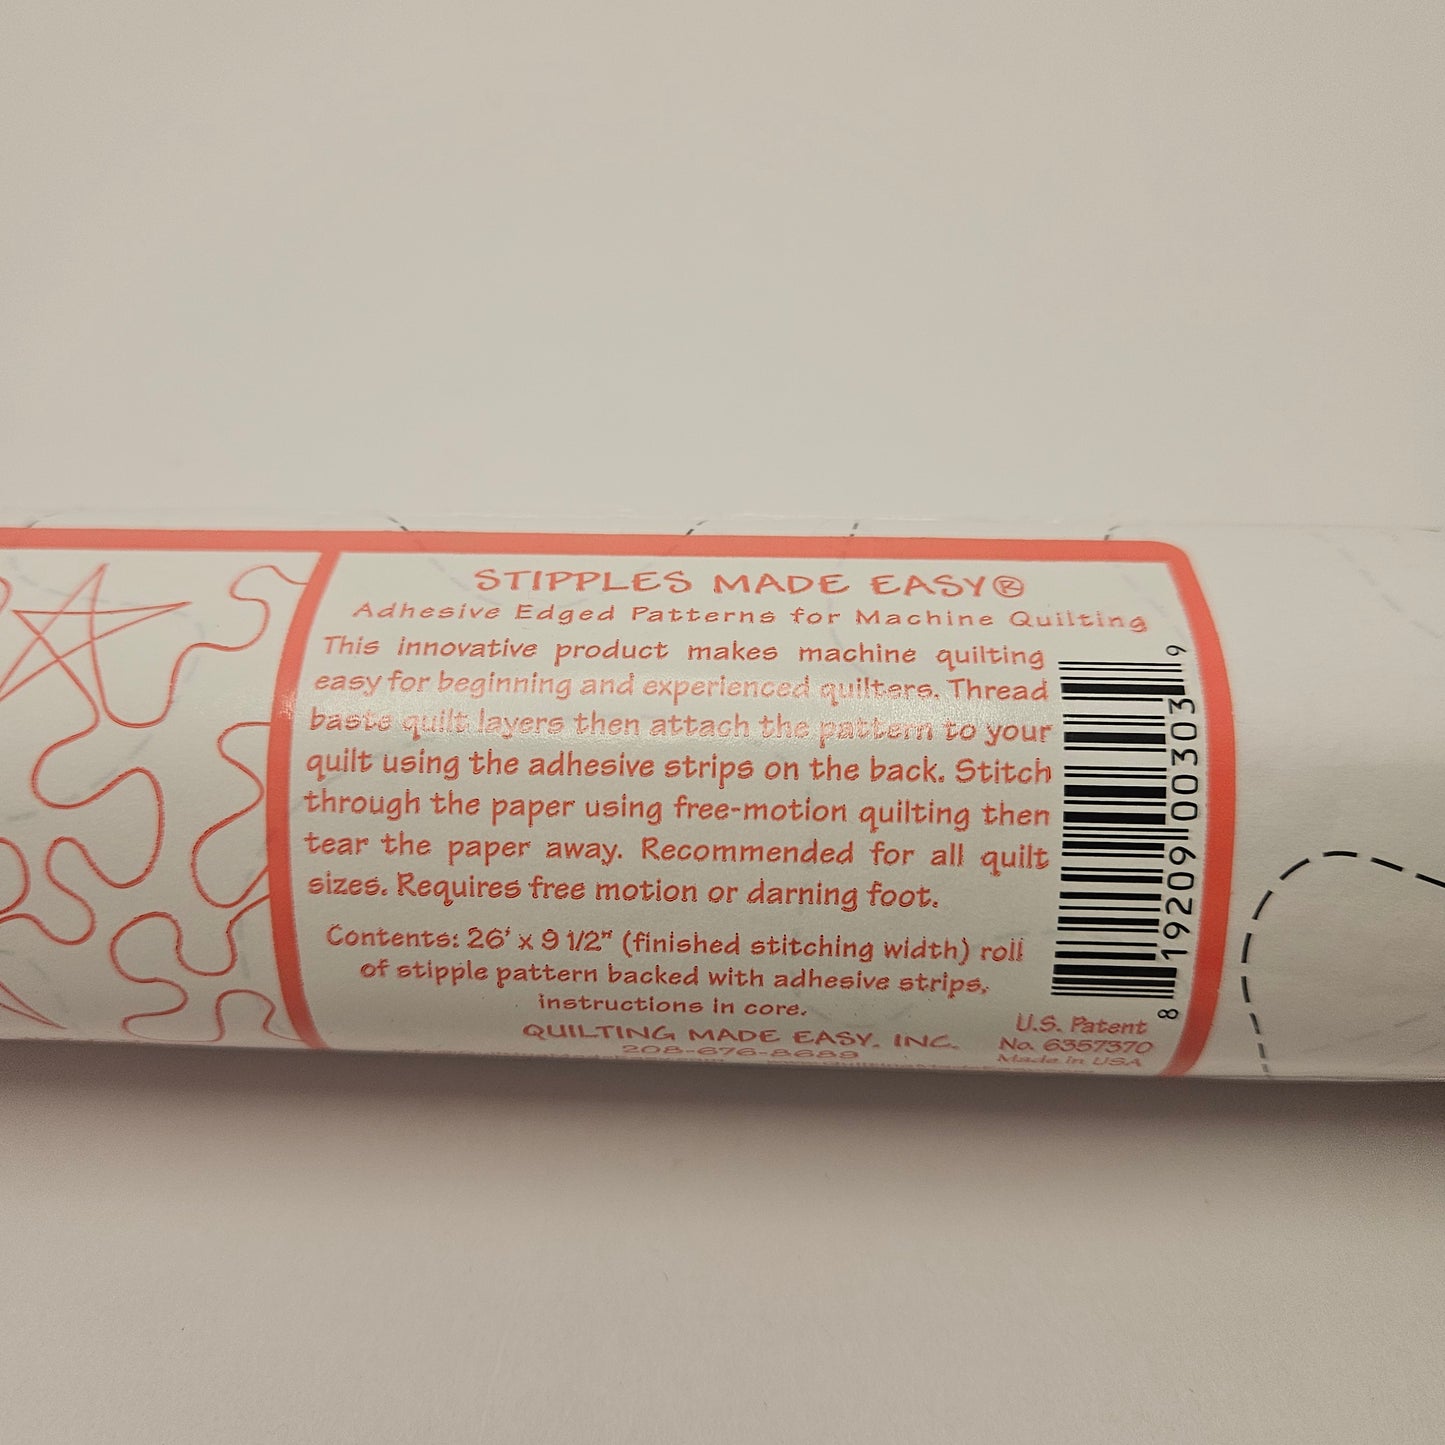 STIPPLES MADE EASY®
Adhesive Edged Patterns for Machine Quilting
This innovative product makes machine quilting
easy for beginning and experienced quilters. Thread
baste quilt layers then attach the pattern to your
quilt using the adhesive strips on the back. Stitch
through the paper using free-motion quilting then
tear the paper away. Recommended for all quilt
sizes. Requires free motion or darning foot.
Contents: 26' x 9 1/2" (finished stitching width) roll
of stipple pattern backed with adhesive strips,
instructions in core.
QUILTING MADE EASY, INC.
208-676-8688
U.S. Patent
No. 6357370
Made in USA
8 19209 00303 9